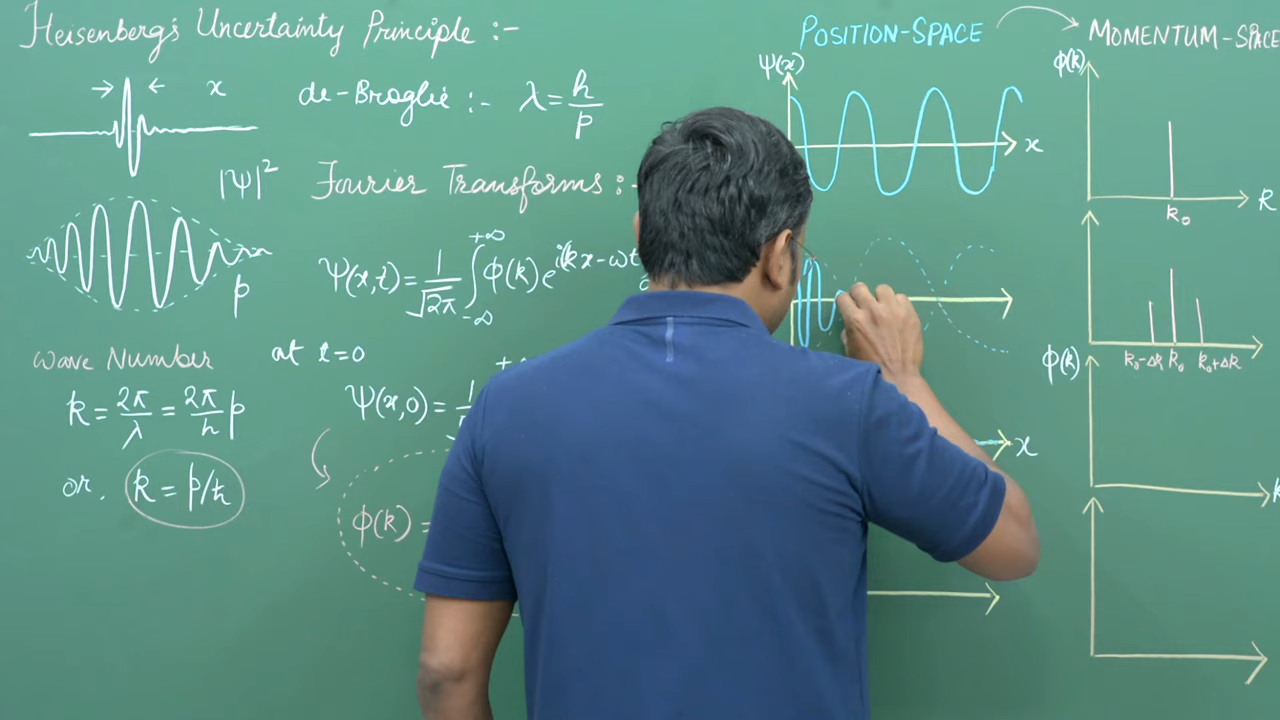 Heisenberg's Uncertainty Principle :-
x
de-Broglie :- λ = h/p
|Ψ|²
Fourier Transforms :-
p
Ψ(x,t) = 1/√2π ∫ -∞ +∞ ϕ(k) e^i(kx-ωt)
Wave Number
at t=0
k = 2π/λ = 2π/h p
Ψ(x,0) = 1
or, k = p/ħ
ϕ(k) =
POSITION-SPACE
Ψ(x)
x
x
MOMENTUM-SPACE
ϕ(k)
k₀
k
k₀-Δk k₀ k₀+Δk
ϕ(k)
k